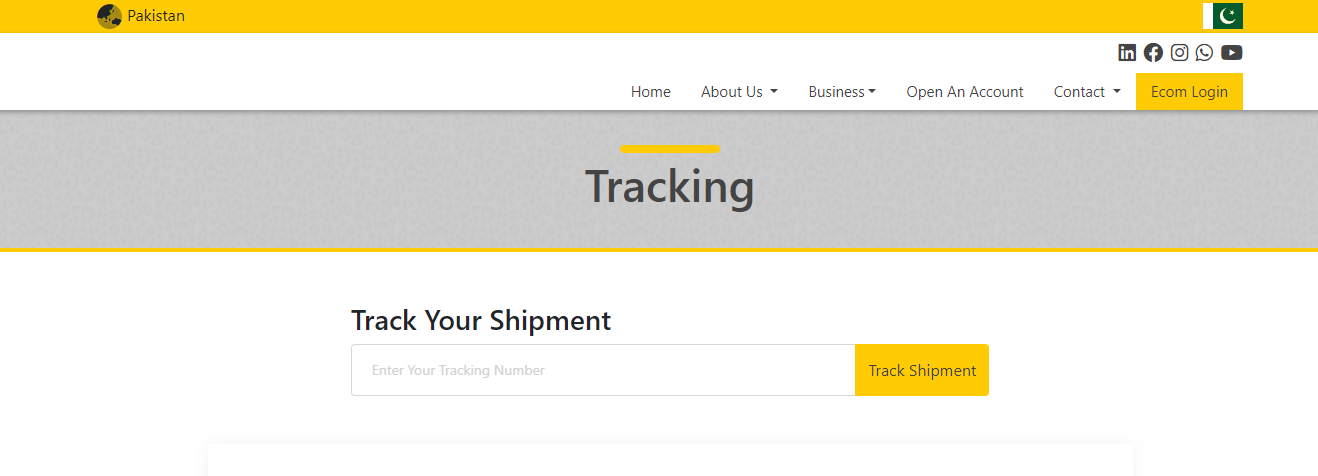 Pakistan
Home About Us Business Open An Account Contact Ecom Login
Tracking
Track Your Shipment
Enter Your Tracking Number Track Shipment